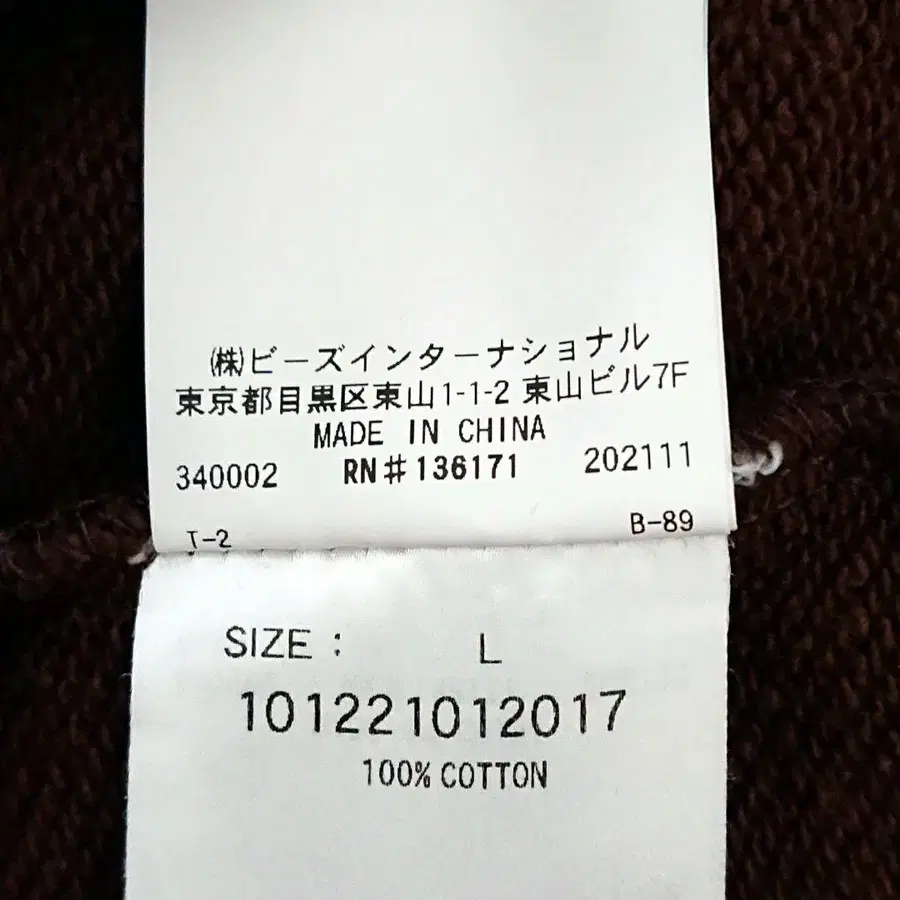 ㈱ビーズインターナショナル
東京都目黒区東山1-1-2 東山ビル7F
MADE IN CHINA
340002 RN#136171 202111
T-2 B-89
SIZE : L
101221012017
100% COTTON